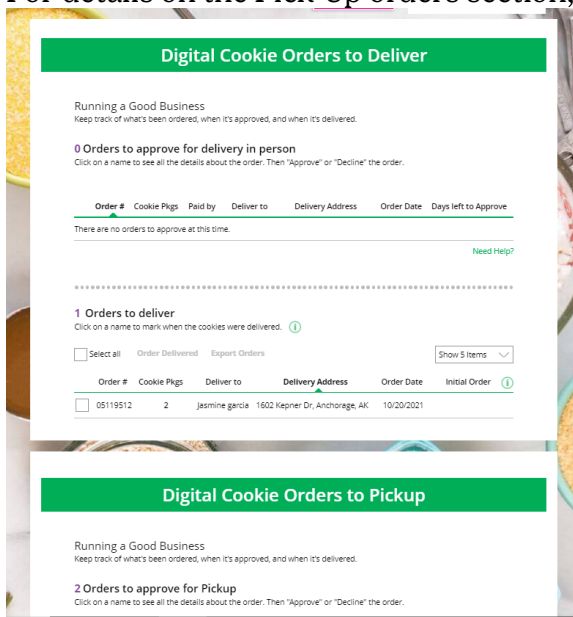 For details on the Pick Up orders section,
Digital Cookie Orders to Deliver
Running a Good Business
Keep track of what's been ordered, when it's approved, and when it's delivered.
0 Orders to approve for delivery in person
Click on a name to see all the details about the order. Then "Approve" or "Decline" the order.
Order # Cookie Pkgs Paid by Deliver to Delivery Address Order Date Days left to Approve
There are no orders to approve at this time.
Need Help?
1 Orders to deliver
Click on a name to mark when the cookies were delivered. i
Select all Order Delivered Export Orders Show 5 Items
Order # Cookie Pkgs Deliver to Delivery Address Order Date Initial Order i
05119512 2 Jasmine garcia 1602 Kepner Dr, Anchorage, AK 10/20/2021
Digital Cookie Orders to Pickup
Running a Good Business
Keep track of what's been ordered, when it's approved, and when it's delivered.
2 Orders to approve for Pickup
Click on a name to see all the details about the order. Then "Approve" or "Decline" the order.